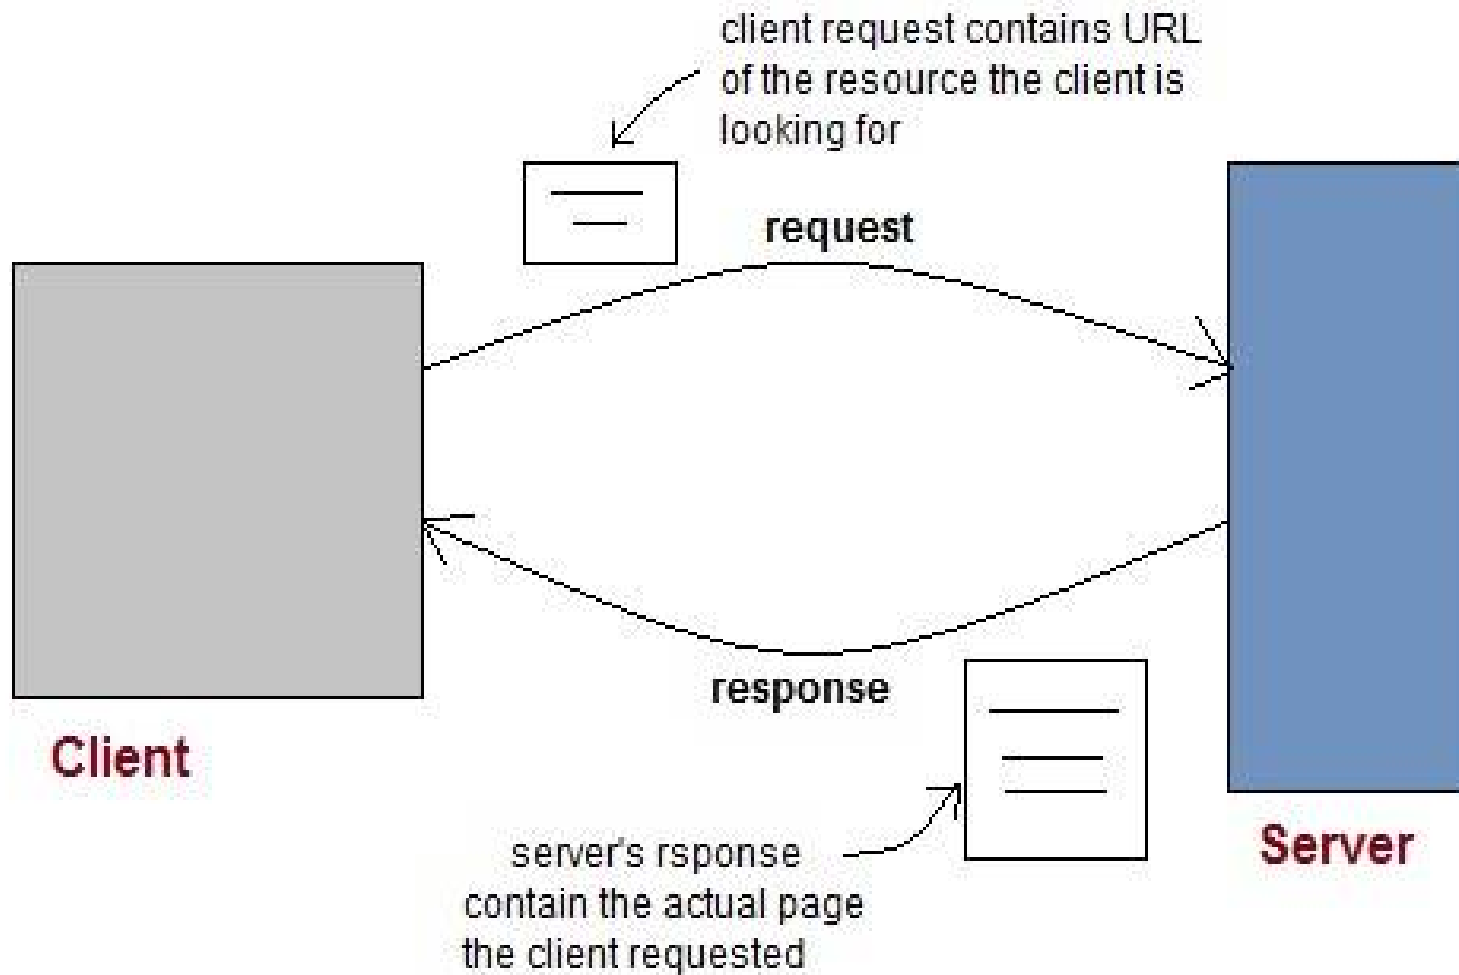 client request contains URL
of the resource the client is
looking for
request
response
Client
Server
server's rsponse
contain the actual page
the client requested